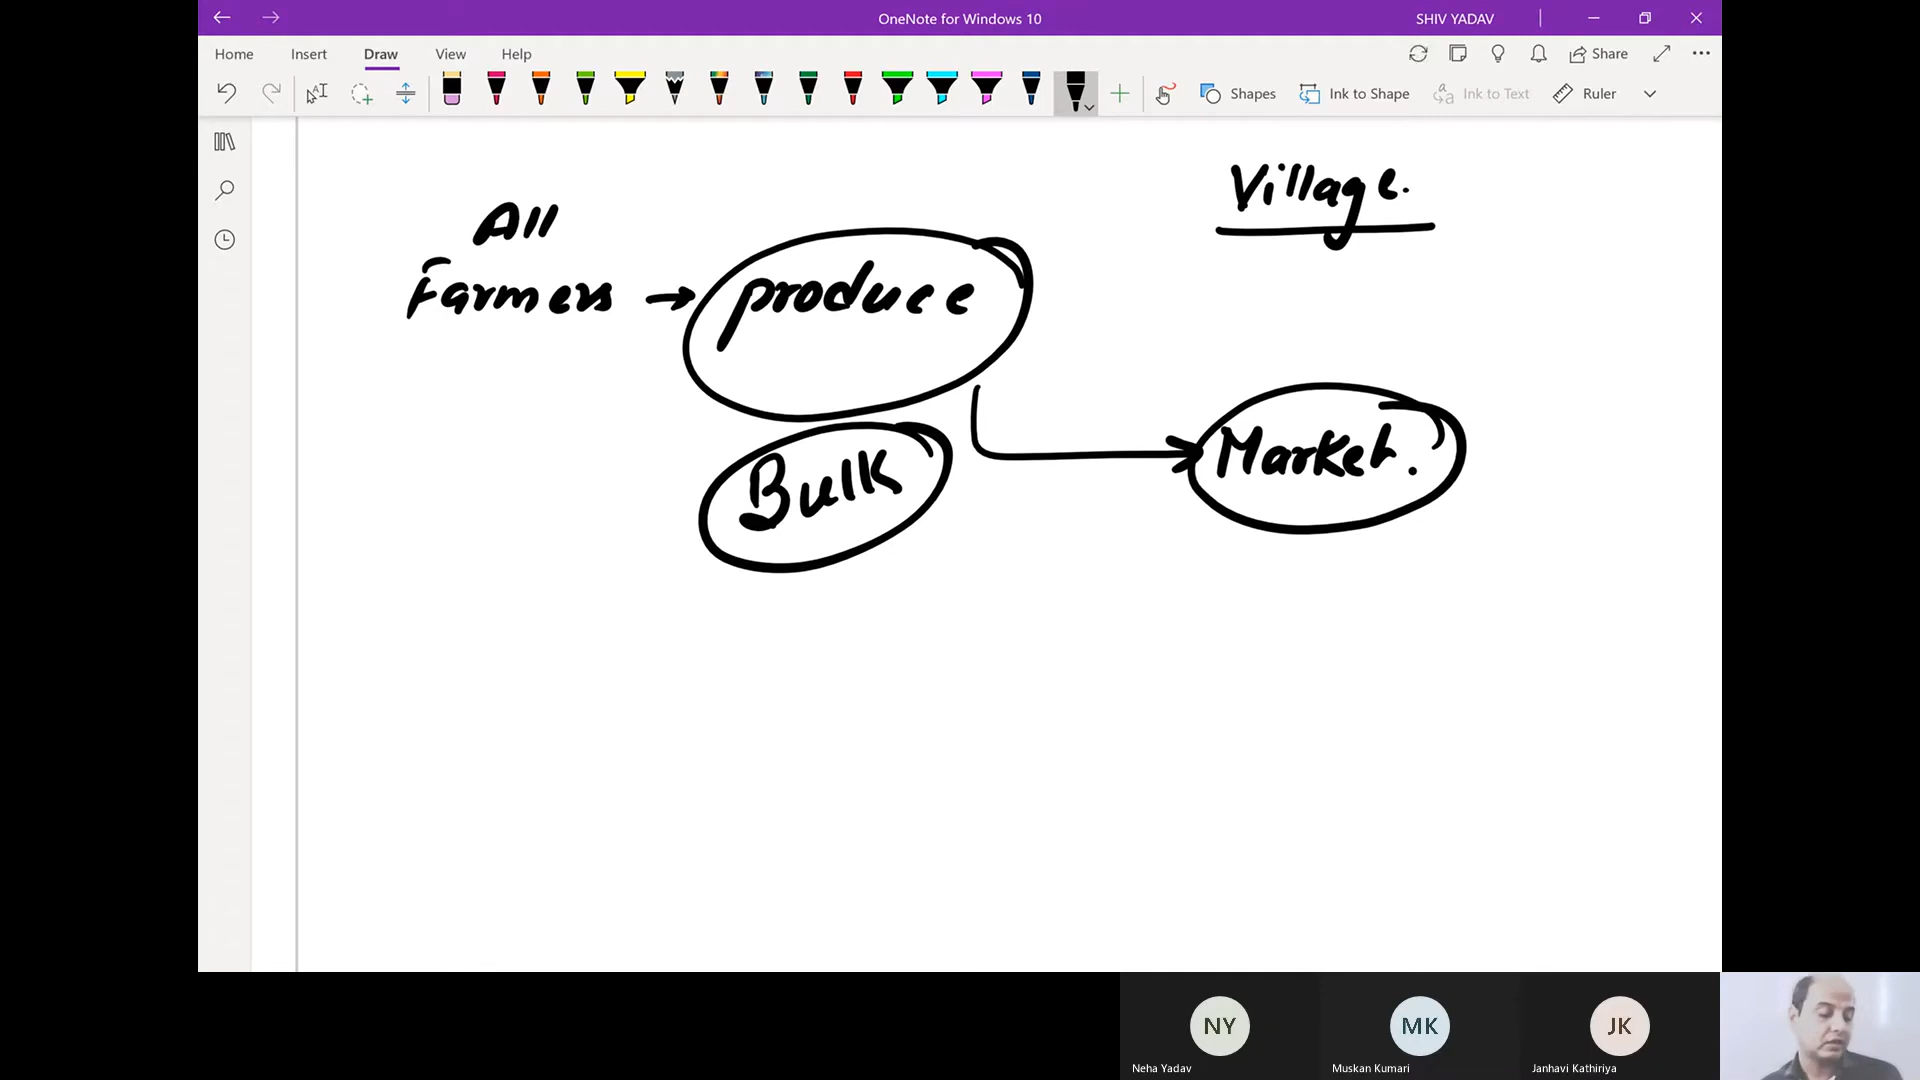 OneNote for Windows 10
SHIV YADAV
Home
Insert
Draw
View
Help
Share
Shapes
Ink to Shape
Ink to Text
Ruler
Village.
All
Farmers → produce
Market.
Bulk
NY
MK
JK
Neha Yadav
Muskan Kumari
Janhavi Kathiriya